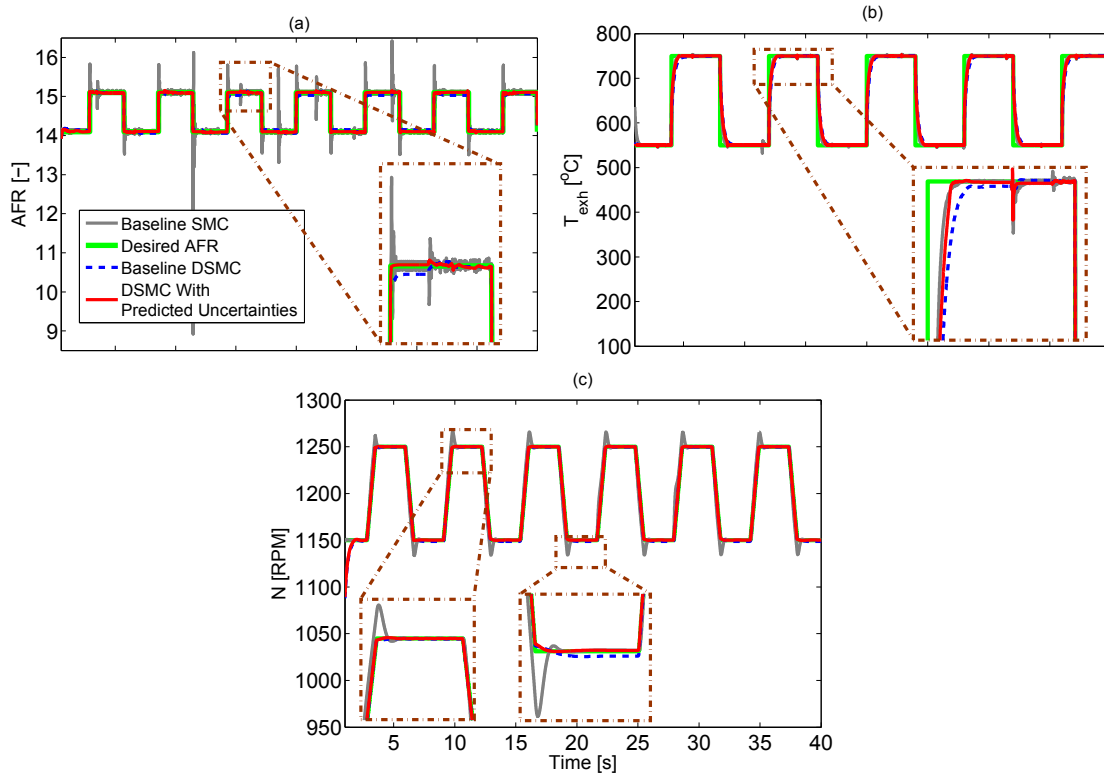 (a)
16
15
14
13
12
11
10
9
AFR [–]
Baseline SMC
Desired AFR
Baseline DSMC
DSMC With
Predicted Uncertainties
(b)
800
700
600
500
400
300
200
100
T_exh [°C]
(c)
1300
1250
1200
1150
1100
1050
1000
950
N [RPM]
5 10 15 20 25 30 35 40
Time [s]